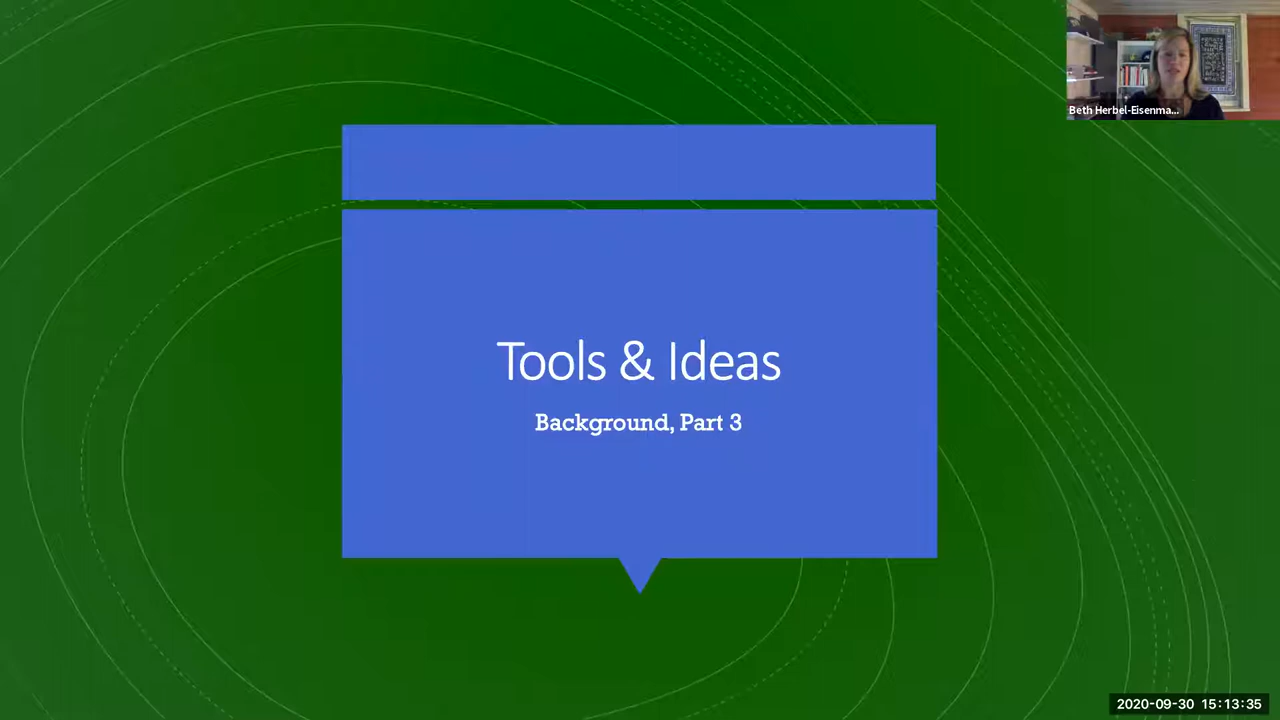 Beth Herbel-Eisenma...
Tools & Ideas
Background, Part 3
2020-09-30 15:13:35